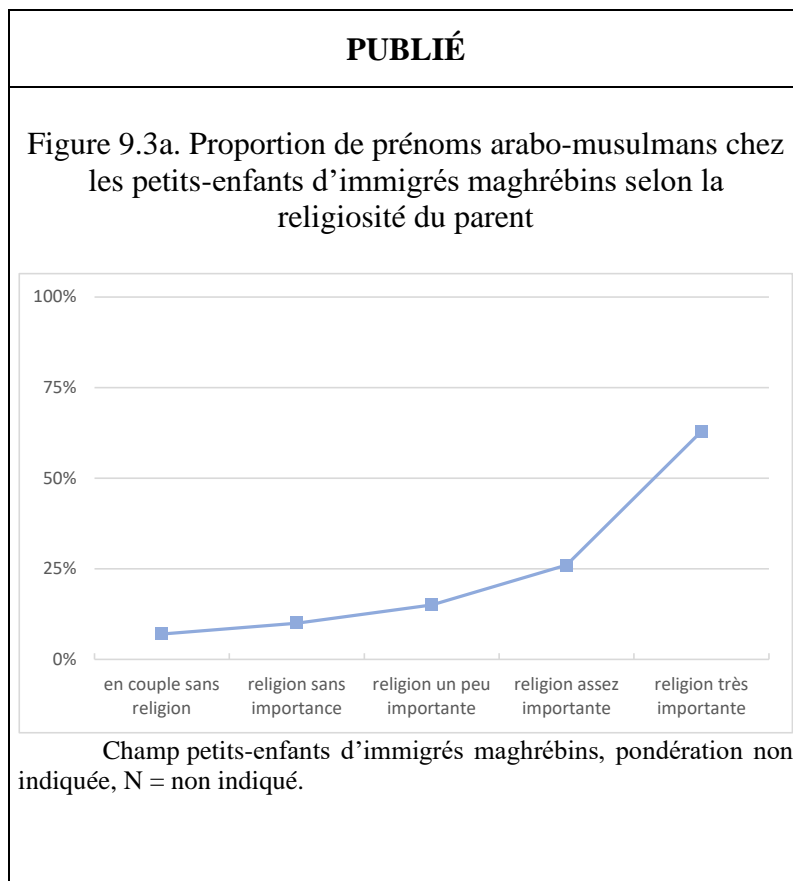 PUBLIÉ
Figure 9.3a. Proportion de prénoms arabo-musulmans chez
les petits-enfants d’immigrés maghrébins selon la
religiosité du parent
100%
75%
50%
25%
0%
en couple sans religion
religion sans importance
religion un peu importante
religion assez importante
religion très importante
Champ petits-enfants d’immigrés maghrébins, pondération non
indiquée, N = non indiqué.